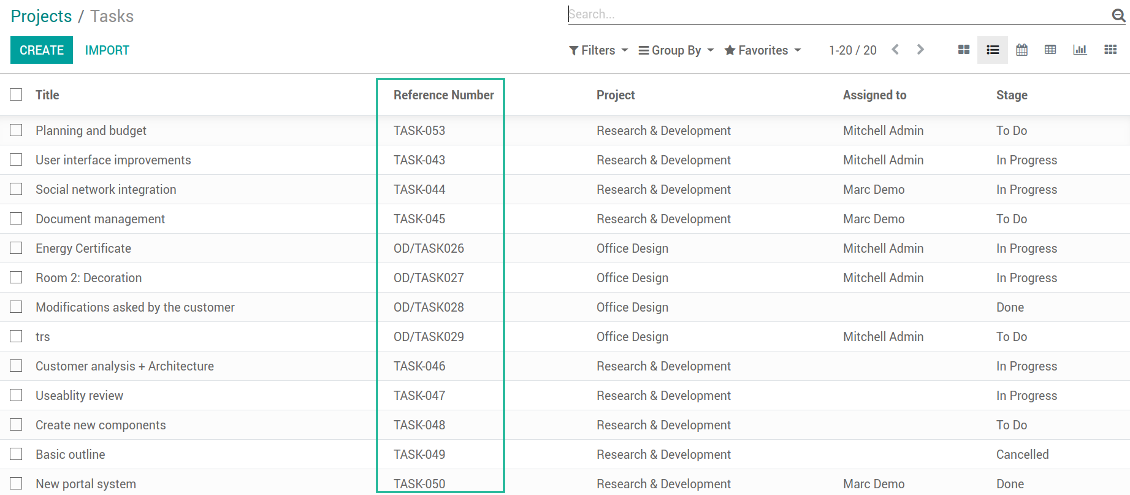 Projects / Tasks
Search...
CREATE IMPORT
Filters Group By Favorites 1-20 / 20
Title Reference Number Project Assigned to Stage
Planning and budget TASK-053 Research & Development Mitchell Admin To Do
User interface improvements TASK-043 Research & Development Mitchell Admin In Progress
Social network integration TASK-044 Research & Development Marc Demo In Progress
Document management TASK-045 Research & Development Marc Demo To Do
Energy Certificate OD/TASK026 Office Design Mitchell Admin In Progress
Room 2: Decoration OD/TASK027 Office Design Mitchell Admin In Progress
Modifications asked by the customer OD/TASK028 Office Design Done
trs OD/TASK029 Office Design Mitchell Admin To Do
Customer analysis + Architecture TASK-046 Research & Development In Progress
Useablity review TASK-047 Research & Development In Progress
Create new components TASK-048 Research & Development To Do
Basic outline TASK-049 Research & Development Cancelled
New portal system TASK-050 Research & Development Marc Demo Done